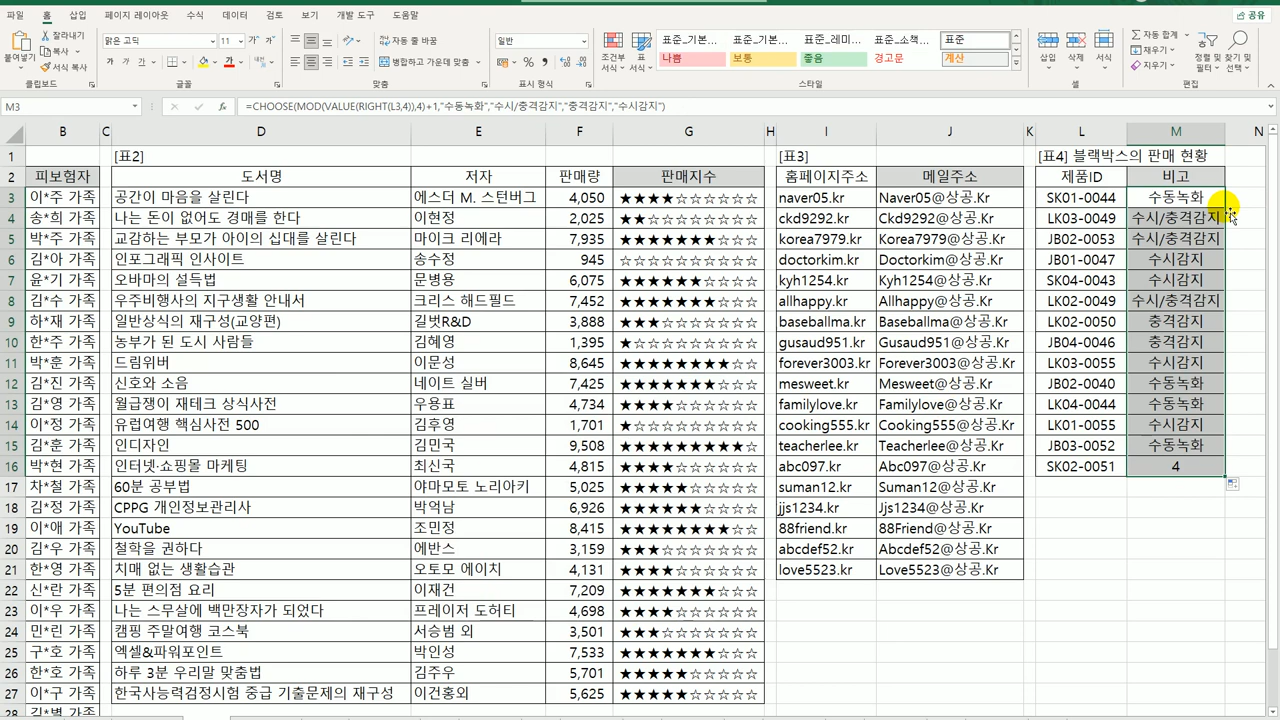 파일 홈 삽입 페이지 레이아웃 수식 데이터 검토 보기 개발 도구 도움말 공유
붙여넣기 잘라내기 복사 서식 복사 클립보드
맑은 고딕 11 글꼴
자동 줄 바꿈 병합하고 가운데 맞춤 맞춤
일반 표시 형식
조건부 서식 표 서식
표준_기본... 표준_기본... 표준_레미... 표준_소책... 표준
나쁨 보통 좋음 경고문 계산
스타일
삽입 삭제 서식 셀
자동 합계 채우기 지우기 정렬 및 필터 찾기 및 선택 편집
M3 =CHOOSE(MOD(VALUE(RIGHT(L3,4)),4)+1,"수동녹화","수시/충격감지","충격감지","수시감지")
B C D E F G H I J K L M N
1 [표2] [표3] [표4] 블랙박스의 판매 현황
2 피보험자 도서명 저자 판매량 판매지수 홈페이지주소 메일주소 제품ID 비고
3 이*주 가족 공간이 마음을 살린다 에스더 M. 스턴버그 4,050 ★★★★☆☆☆☆☆☆ naver05.kr Naver05@상공.Kr SK01-0044 수동녹화
4 송*희 가족 나는 돈이 없어도 경매를 한다 이현정 2,025 ★★☆☆☆☆☆☆☆☆ ckd9292.kr Ckd9292@상공.Kr LK03-0049 수시/충격감지
5 박*주 가족 교감하는 부모가 아이의 십대를 살린다 마이크 리에라 7,935 ★★★★★★★☆☆☆ korea7979.kr Korea7979@상공.Kr JB02-0053 수시/충격감지
6 김*아 가족 인포그래픽 인사이트 송수정 945 ☆☆☆☆☆☆☆☆☆☆ doctorkim.kr Doctorkim@상공.Kr JB01-0047 수시감지
7 윤*기 가족 오바마의 설득법 문병용 6,075 ★★★★★★☆☆☆☆ kyh1254.kr Kyh1254@상공.Kr SK04-0043 수시감지
8 김*수 가족 우주비행사의 지구생활 안내서 크리스 해드필드 7,452 ★★★★★★★☆☆☆ allhappy.kr Allhappy@상공.Kr LK02-0049 수시/충격감지
9 하*재 가족 일반상식의 재구성(교양편) 길벗R&D 3,888 ★★★☆☆☆☆☆☆☆ baseballma.kr Baseballma@상공.Kr LK02-0050 충격감지
10 한*주 가족 농부가 된 도시 사람들 김혜영 1,395 ★☆☆☆☆☆☆☆☆☆ gusaud951.kr Gusaud951@상공.Kr JB04-0046 충격감지
11 박*훈 가족 드림위버 이문성 8,645 ★★★★★★★★☆☆ forever3003.kr Forever3003@상공.Kr LK03-0055 수시감지
12 김*진 가족 신호와 소음 네이트 실버 7,425 ★★★★★★★☆☆☆ mesweet.kr Mesweet@상공.Kr JB02-0040 수동녹화
13 김*영 가족 월급쟁이 재테크 상식사전 우용표 4,734 ★★★★☆☆☆☆☆☆ familylove.kr Familylove@상공.Kr LK04-0044 수동녹화
14 이*정 가족 유럽여행 핵심사전 500 김후영 1,701 ★☆☆☆☆☆☆☆☆☆ cooking555.kr Cooking555@상공.Kr LK01-0055 수시감지
15 김*훈 가족 인디자인 김민국 9,508 ★★★★★★★★★☆ teacherlee.kr Teacherlee@상공.Kr JB03-0052 수동녹화
16 박*현 가족 인터넷·쇼핑몰 마케팅 최신국 4,815 ★★★★☆☆☆☆☆☆ abc097.kr Abc097@상공.Kr SK02-0051 4
17 차*철 가족 60분 공부법 야마모토 노리아키 5,025 ★★★★★☆☆☆☆☆ suman12.kr Suman12@상공.Kr
18 김*정 가족 CPPG 개인정보관리사 박억남 6,926 ★★★★★★☆☆☆☆ jjs1234.kr Jjs1234@상공.Kr
19 이*애 가족 YouTube 조민정 8,415 ★★★★★★★★☆☆ 88friend.kr 88Friend@상공.Kr
20 김*우 가족 철학을 권하다 에반스 3,159 ★★★☆☆☆☆☆☆☆ abcdef52.kr Abcdef52@상공.Kr
21 한*영 가족 치매 없는 생활습관 오토모 에이치 4,131 ★★★★☆☆☆☆☆☆ love5523.kr Love5523@상공.Kr
22 신*란 가족 5분 편의점 요리 이재건 7,209 ★★★★★★★☆☆☆
23 이*우 가족 나는 스무살에 백만장자가 되었다 프레이저 도허티 4,698 ★★★★☆☆☆☆☆☆
24 민*린 가족 캠핑 주말여행 코스북 서승범 외 3,501 ★★★☆☆☆☆☆☆☆
25 구*호 가족 엑셀&파워포인트 박인성 7,533 ★★★★★★★☆☆☆
26 한*호 가족 하루 3분 우리말 맞춤법 김주우 5,701 ★★★★★☆☆☆☆☆
27 이*구 가족 한국사능력검정시험 중급 기출문제의 재구성 이건홍외 5,625 ★★★★★☆☆☆☆☆
28